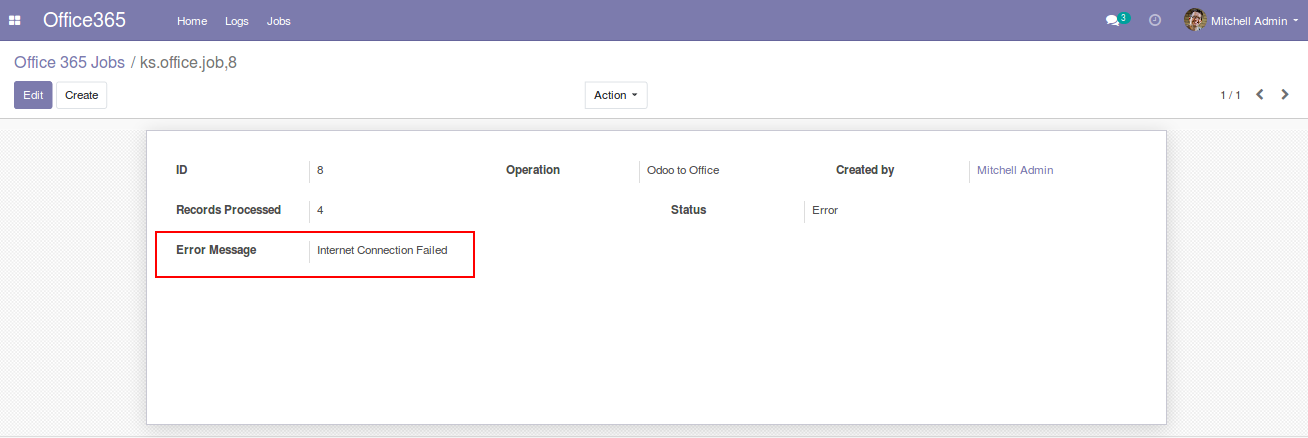 Office365 Home Logs Jobs 3 Mitchell Admin
Office 365 Jobs / ks.office.job,8
Edit Create Action 1 / 1
ID 8 Operation Odoo to Office Created by Mitchell Admin
Records Processed 4 Status Error
Error Message Internet Connection Failed